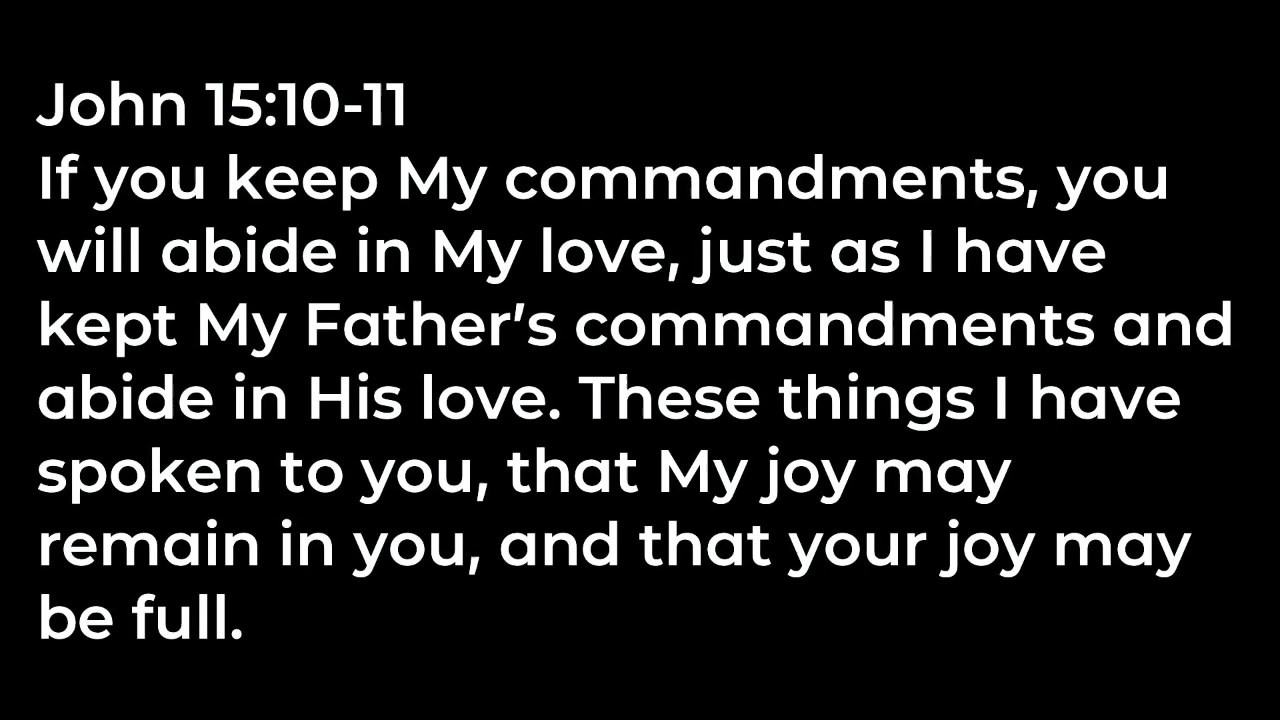 John 15:10-11
If you keep My commandments, you
will abide in My love, just as I have
kept My Father’s commandments and
abide in His love. These things I have
spoken to you, that My joy may
remain in you, and that your joy may
be full.